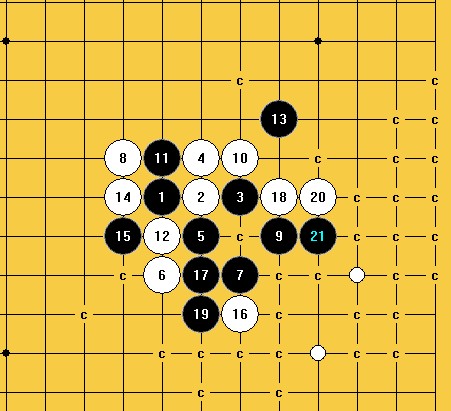 c c
13 c c
8 11 4 10 c c c
14 1 2 3 18 20 c c c
15 12 5 c 9 21 c c c
c 6 17 7 c c c c
c 19 16 c c c
c c c c c c
c c